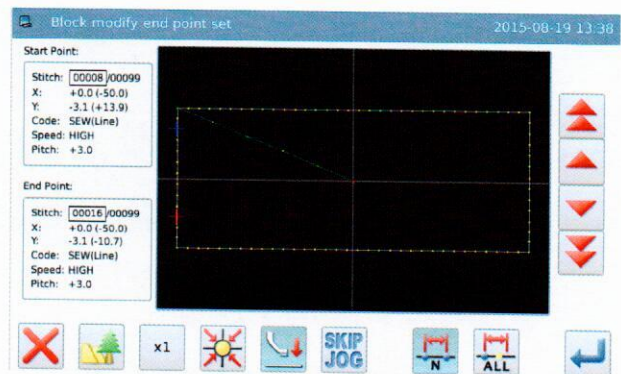 Block modify end point set
2015-08-19 13:38
Start Point:
Stitch: 00008/00099
X: +0.0 (-50.0)
Y: -3.1 (+13.9)
Code: SEW(Line)
Speed: HIGH
Pitch: +3.0
End Point:
Stitch: 00016/00099
X: +0.0 (-50.0)
Y: -3.1 (-10.7)
Code: SEW(Line)
Speed: HIGH
Pitch: +3.0
x1
SKIP
JOG
N
ALL